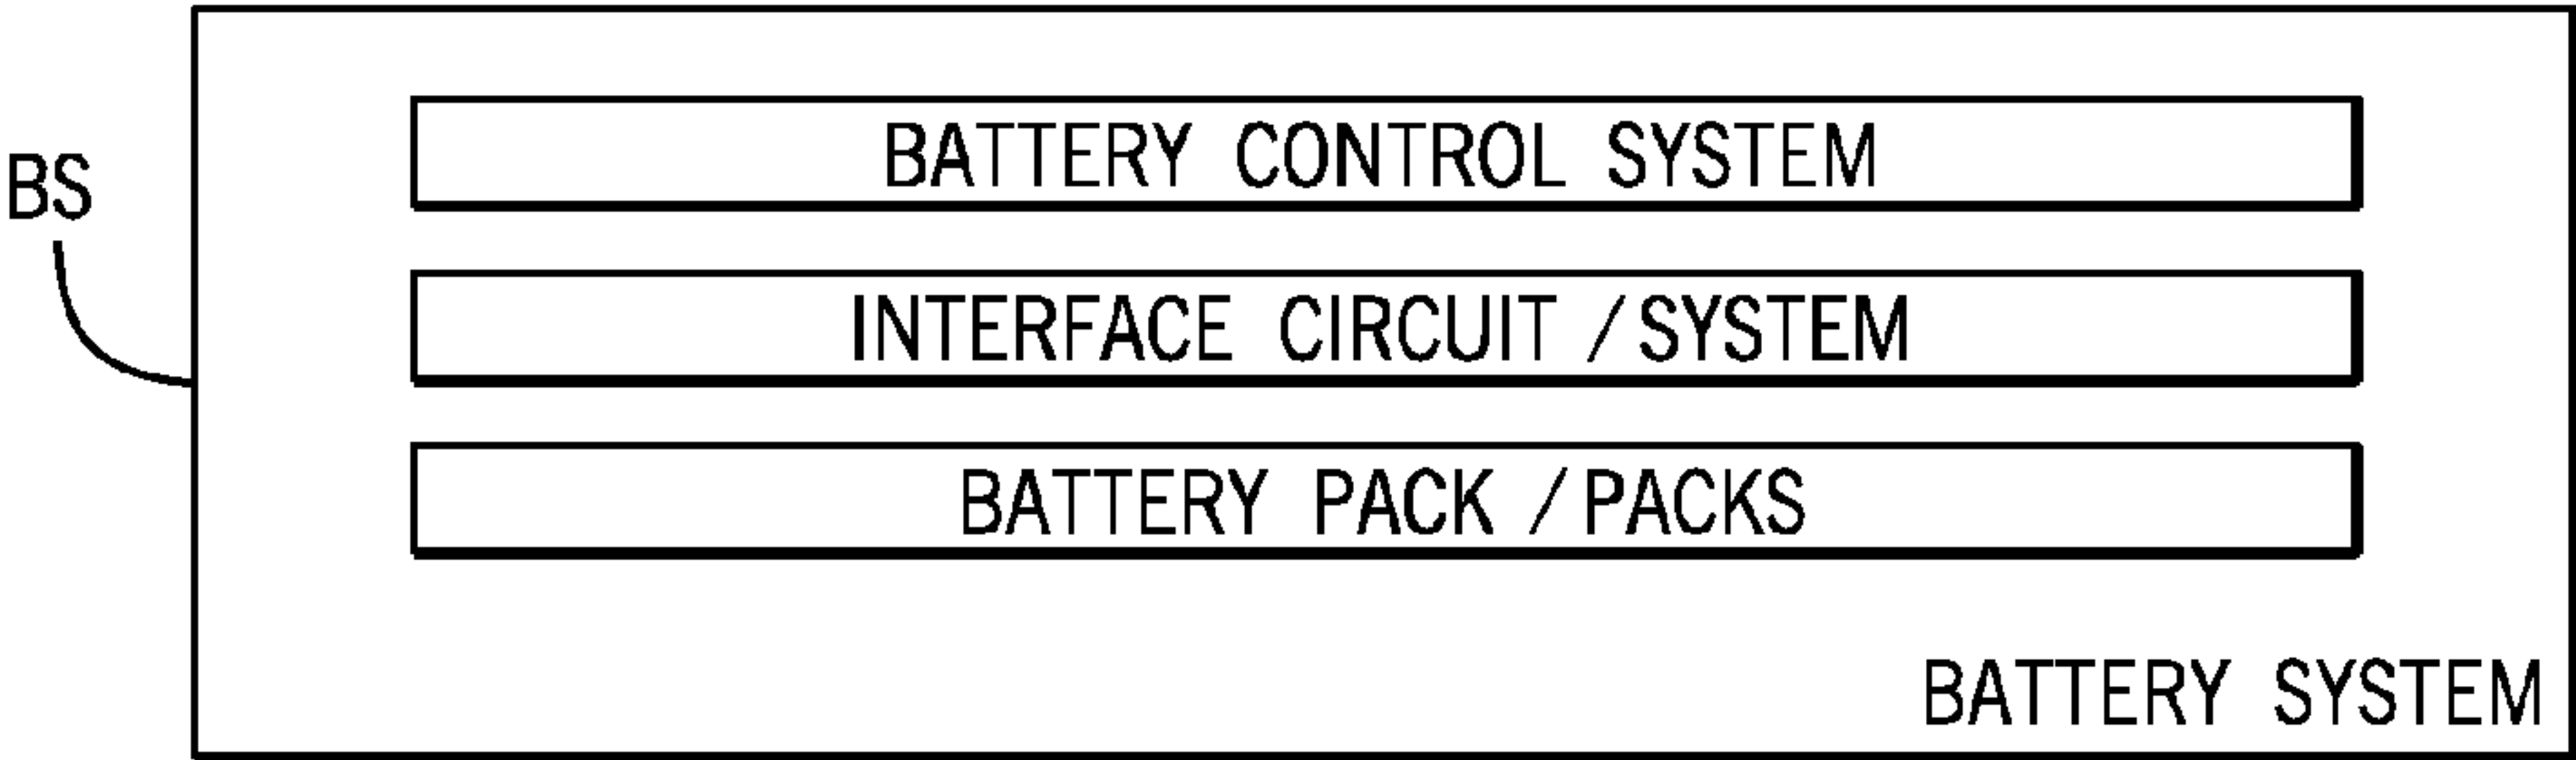 BATTERY CONTROL SYSTEM
BS
INTERFACE CIRCUIT / SYSTEM
BATTERY PACK / PACKS
BATTERY SYSTEM